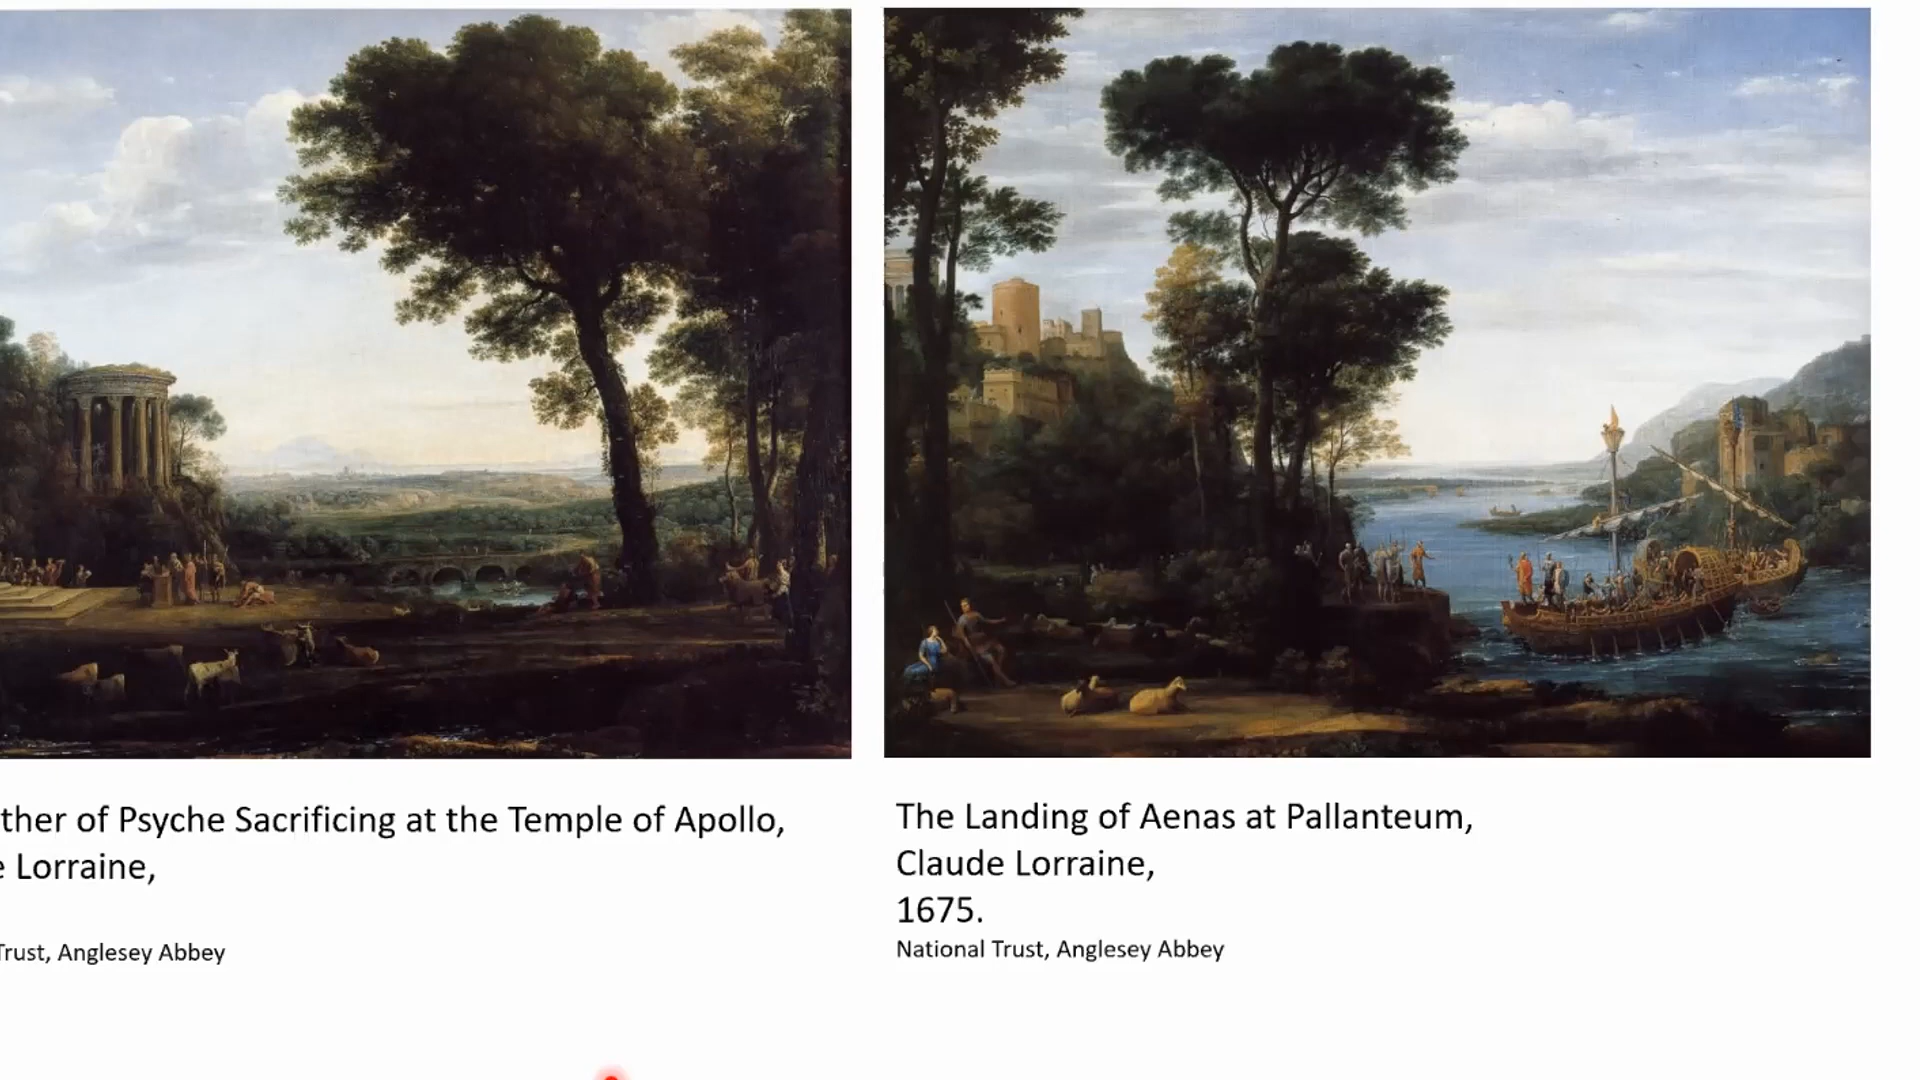 ther of Psyche Sacrificing at the Temple of Apollo,
e Lorraine,
Trust, Anglesey Abbey
The Landing of Aenas at Pallanteum,
Claude Lorraine,
1675.
National Trust, Anglesey Abbey